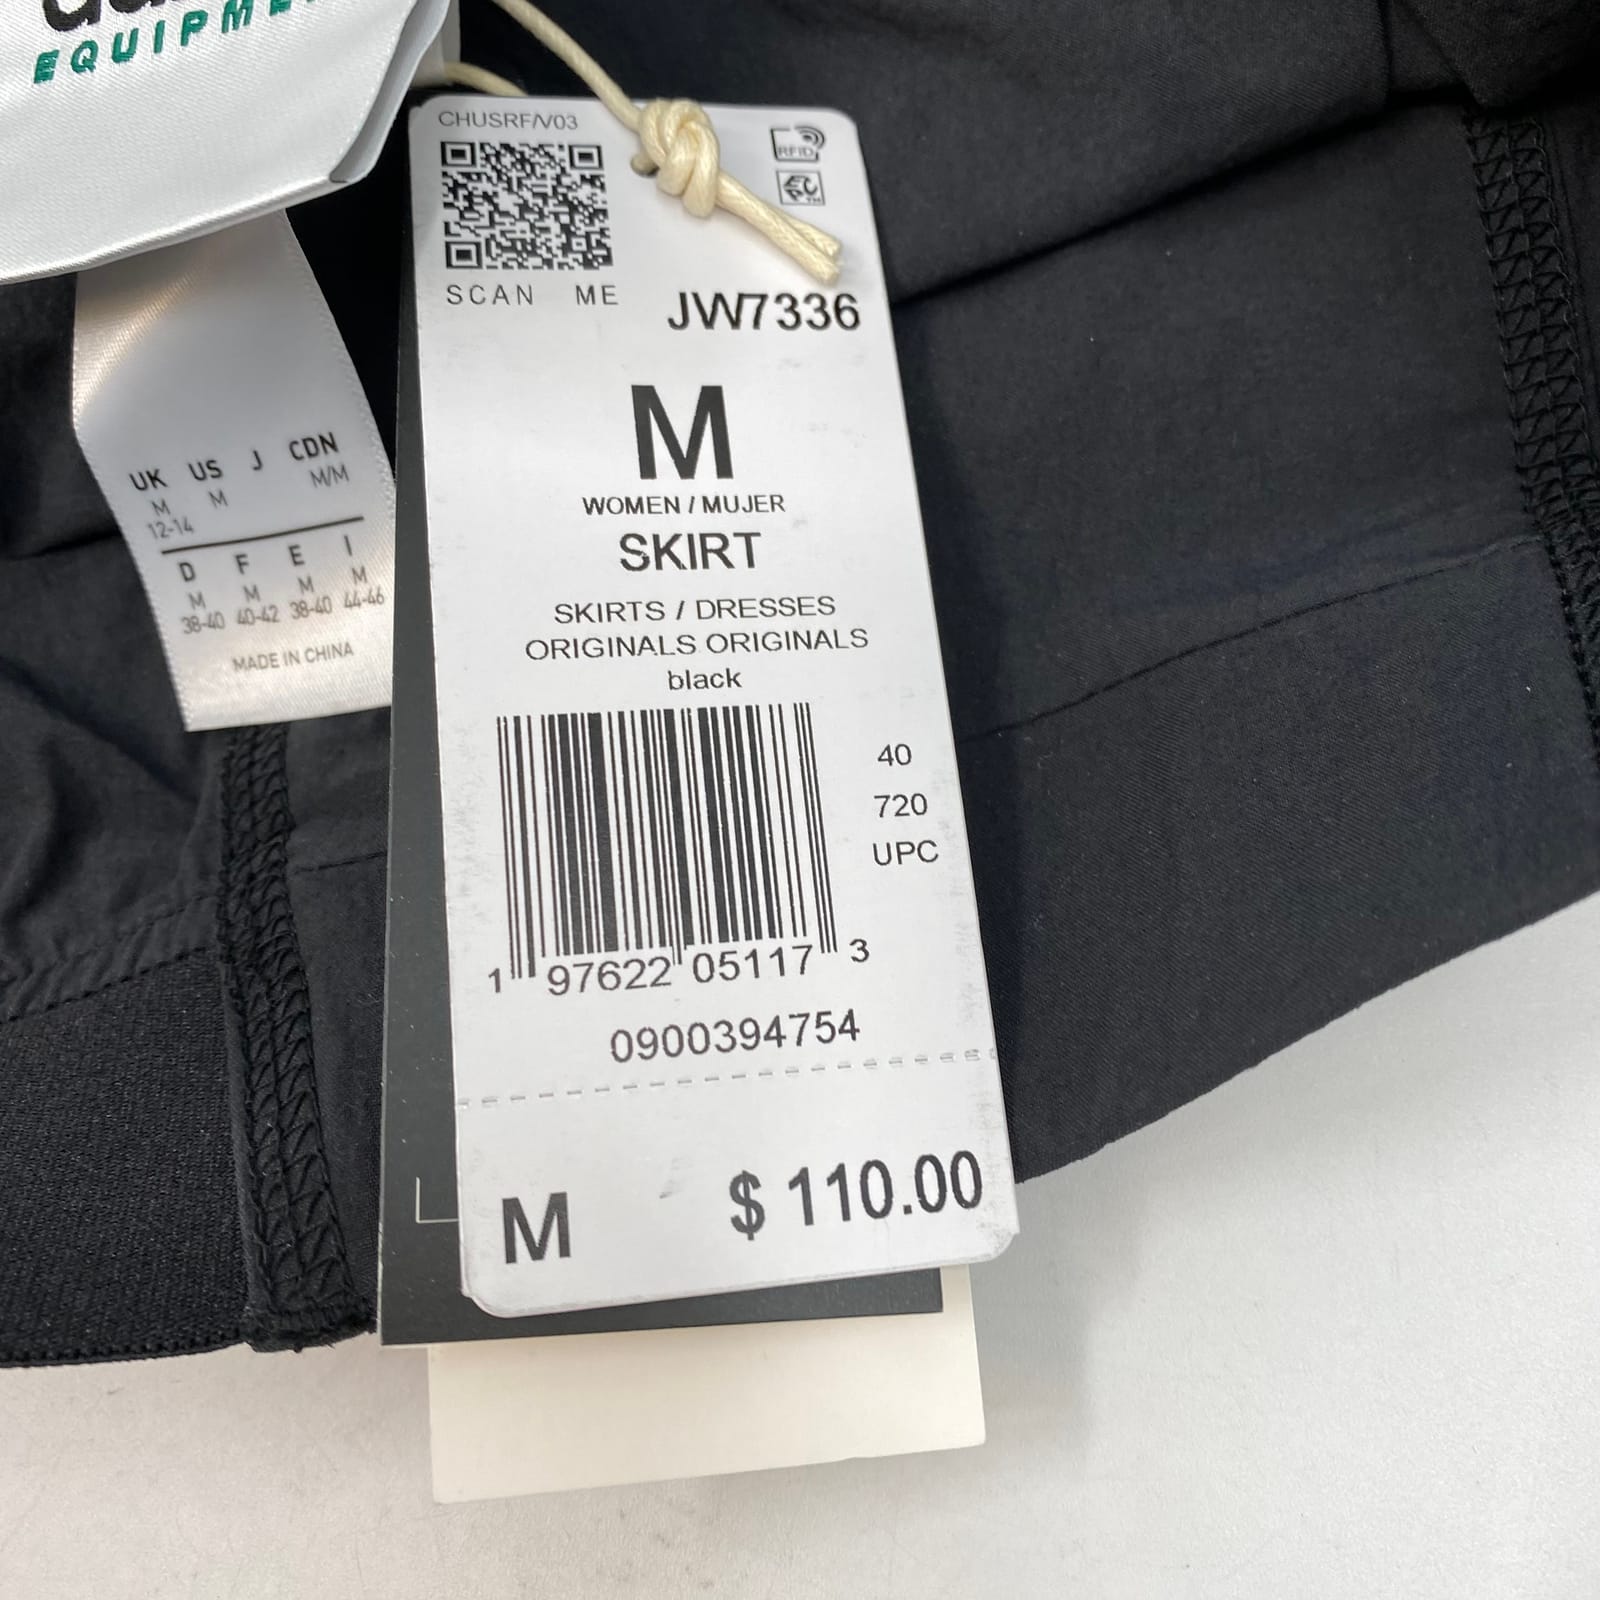 EQUIPME
CHUSRF/V03
RFID
SCAN ME
JW7336
M
WOMEN / MUJER
SKIRT
SKIRTS / DRESSES
ORIGINALS ORIGINALS
black
40
720
UPC
1 97622 05117 3
0900394754
M $ 110.00
UK US J CDN
M M M/M
12-14
D F E I
M M M M
38-40 40-42 38-40 44-46
MADE IN CHINA